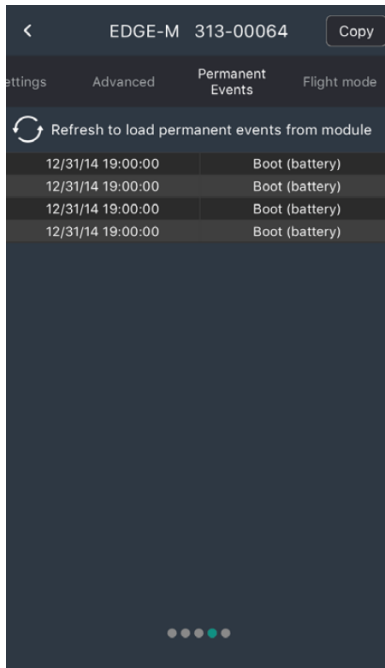 EDGE-M 313-00064 Copy
ettings Advanced Permanent Events Flight mode
Refresh to load permanent events from module
12/31/14 19:00:00 Boot (battery)
12/31/14 19:00:00 Boot (battery)
12/31/14 19:00:00 Boot (battery)
12/31/14 19:00:00 Boot (battery)